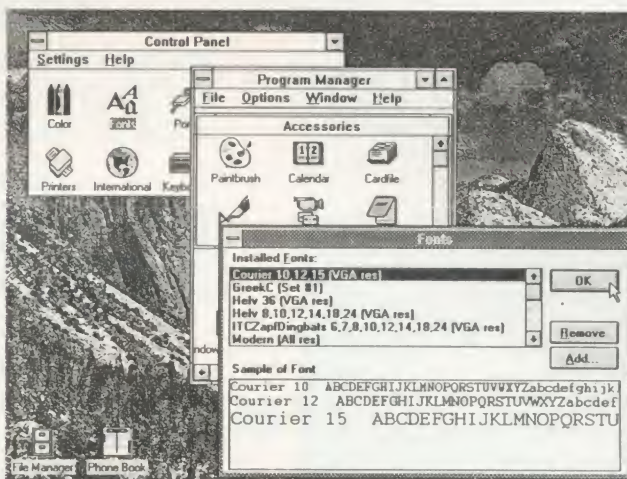 Control Panel
Settings Help
Color
Fonts
Printers
International
Program Manager
File Options Window Help
Accessories
Paintbrush
Calendar
Cardfile
Fonts
Installed Fonts:
Courier 10,12,15 (VGA res)
GreekC (Set #1)
Helv 36 (VGA res)
Helv 8,10,12,14,18,24 (VGA res)
ITCZapfDingbats 6,7,8,10,12,14,18,24 (VGA res)
Modern (All res)
OK
Remove
Add...
Sample of Font
Courier 10 ABCDEFGHIJKLMNOPQRSTUVWXYZabcdefghijk
Courier 12 ABCDEFGHIJKLMNOPQRSTUVWXYZabcdef
Courier 15 ABCDEFGHIJKLMNOPQRSTU
File Manager
Phone Book